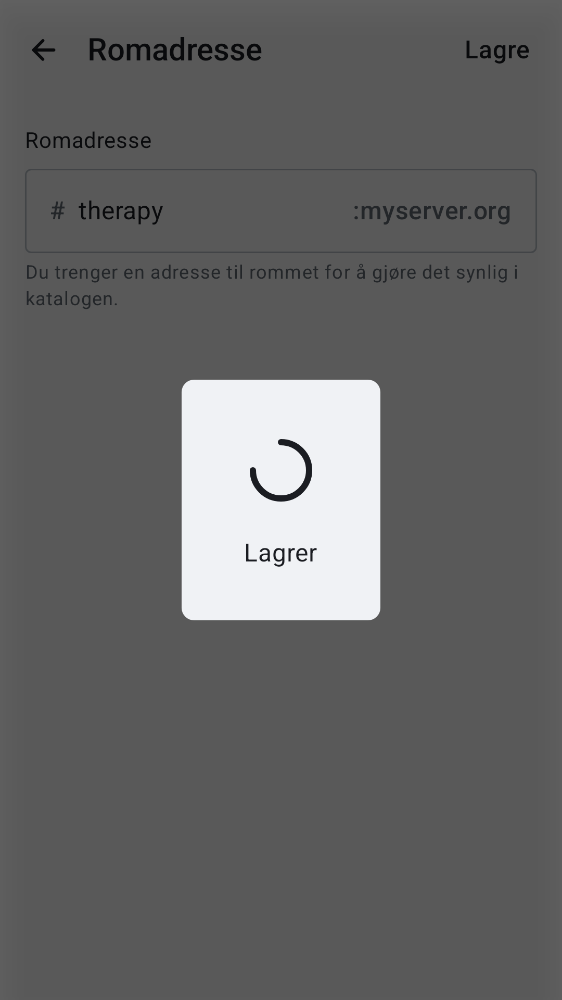 Romadresse
Lagre
Romadresse
# therapy :myserver.org
Du trenger en adresse til rommet for å gjøre det synlig i
katalogen.
Lagrer